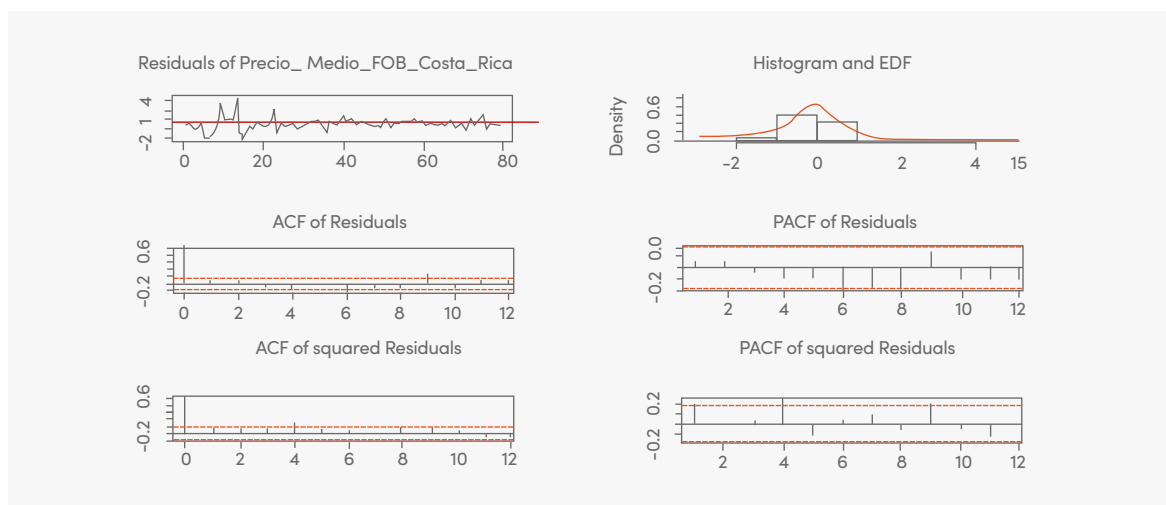 Residuals of Precio_ Medio_FOB_Costa_Rica
4
1
-2
0 20 40 60 80
Histogram and EDF
Density
0.6
0.0
-2 0 2 4 15
ACF of Residuals
0.6
-0.2
0 2 4 6 8 10 12
PACF of Residuals
0.0
-0.2
2 4 6 8 10 12
ACF of squared Residuals
0.6
-0.2
0 2 4 6 8 10 12
PACF of squared Residuals
0.2
-0.2
2 4 6 8 10 12